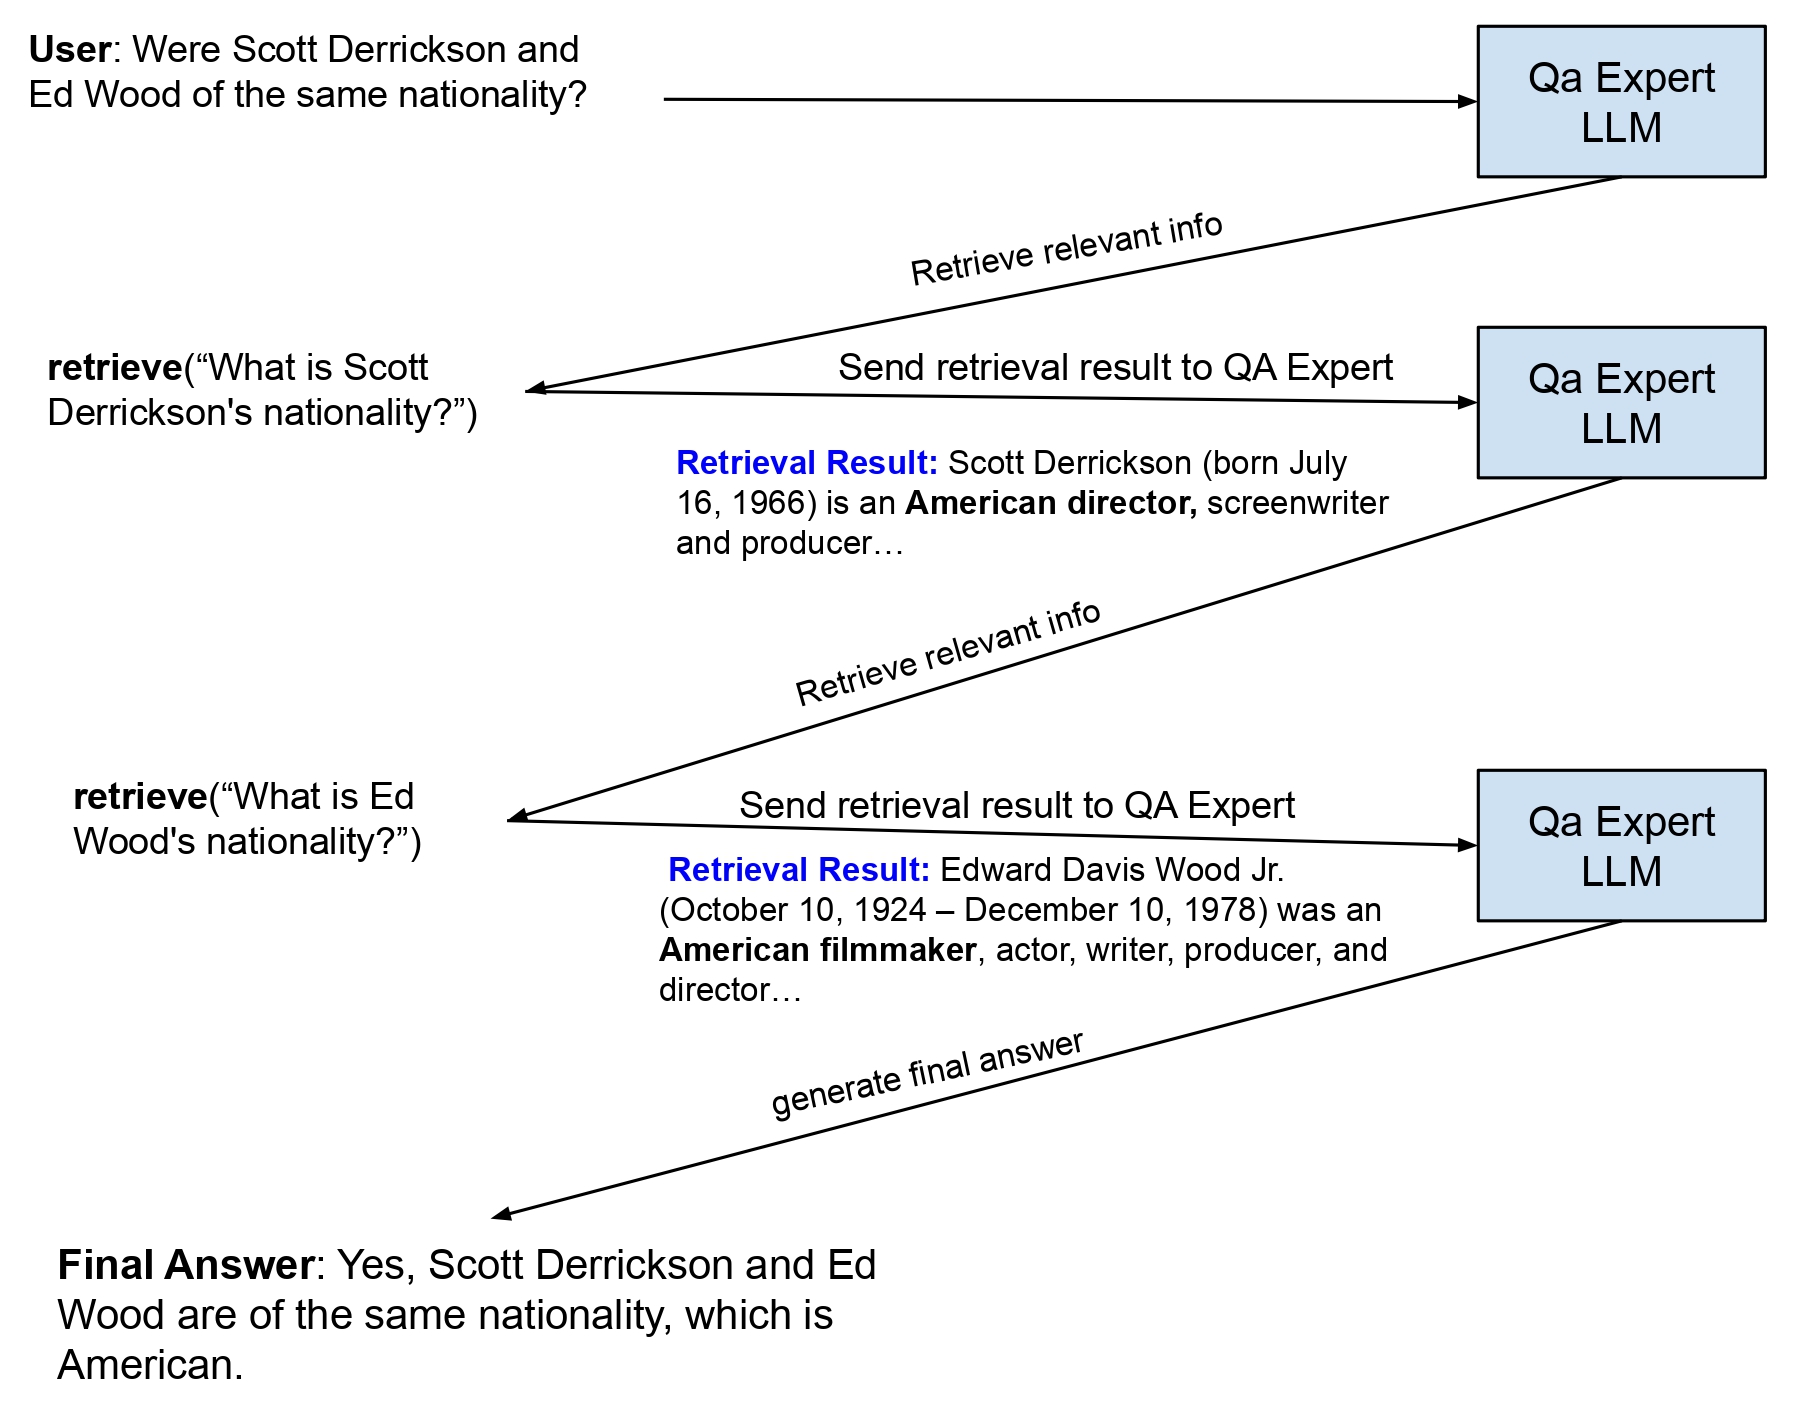 User: Were Scott Derrickson and
Ed Wood of the same nationality?
Qa Expert
LLM
Retrieve relevant info
retrieve(“What is Scott
Derrickson's nationality?”)
Send retrieval result to QA Expert
Qa Expert
LLM
Retrieval Result: Scott Derrickson (born July
16, 1966) is an American director, screenwriter
and producer…
Retrieve relevant info
retrieve(“What is Ed
Wood's nationality?”)
Send retrieval result to QA Expert
Qa Expert
LLM
Retrieval Result: Edward Davis Wood Jr.
(October 10, 1924 – December 10, 1978) was an
American filmmaker, actor, writer, producer, and
director…
generate final answer
Final Answer: Yes, Scott Derrickson and Ed
Wood are of the same nationality, which is
American.